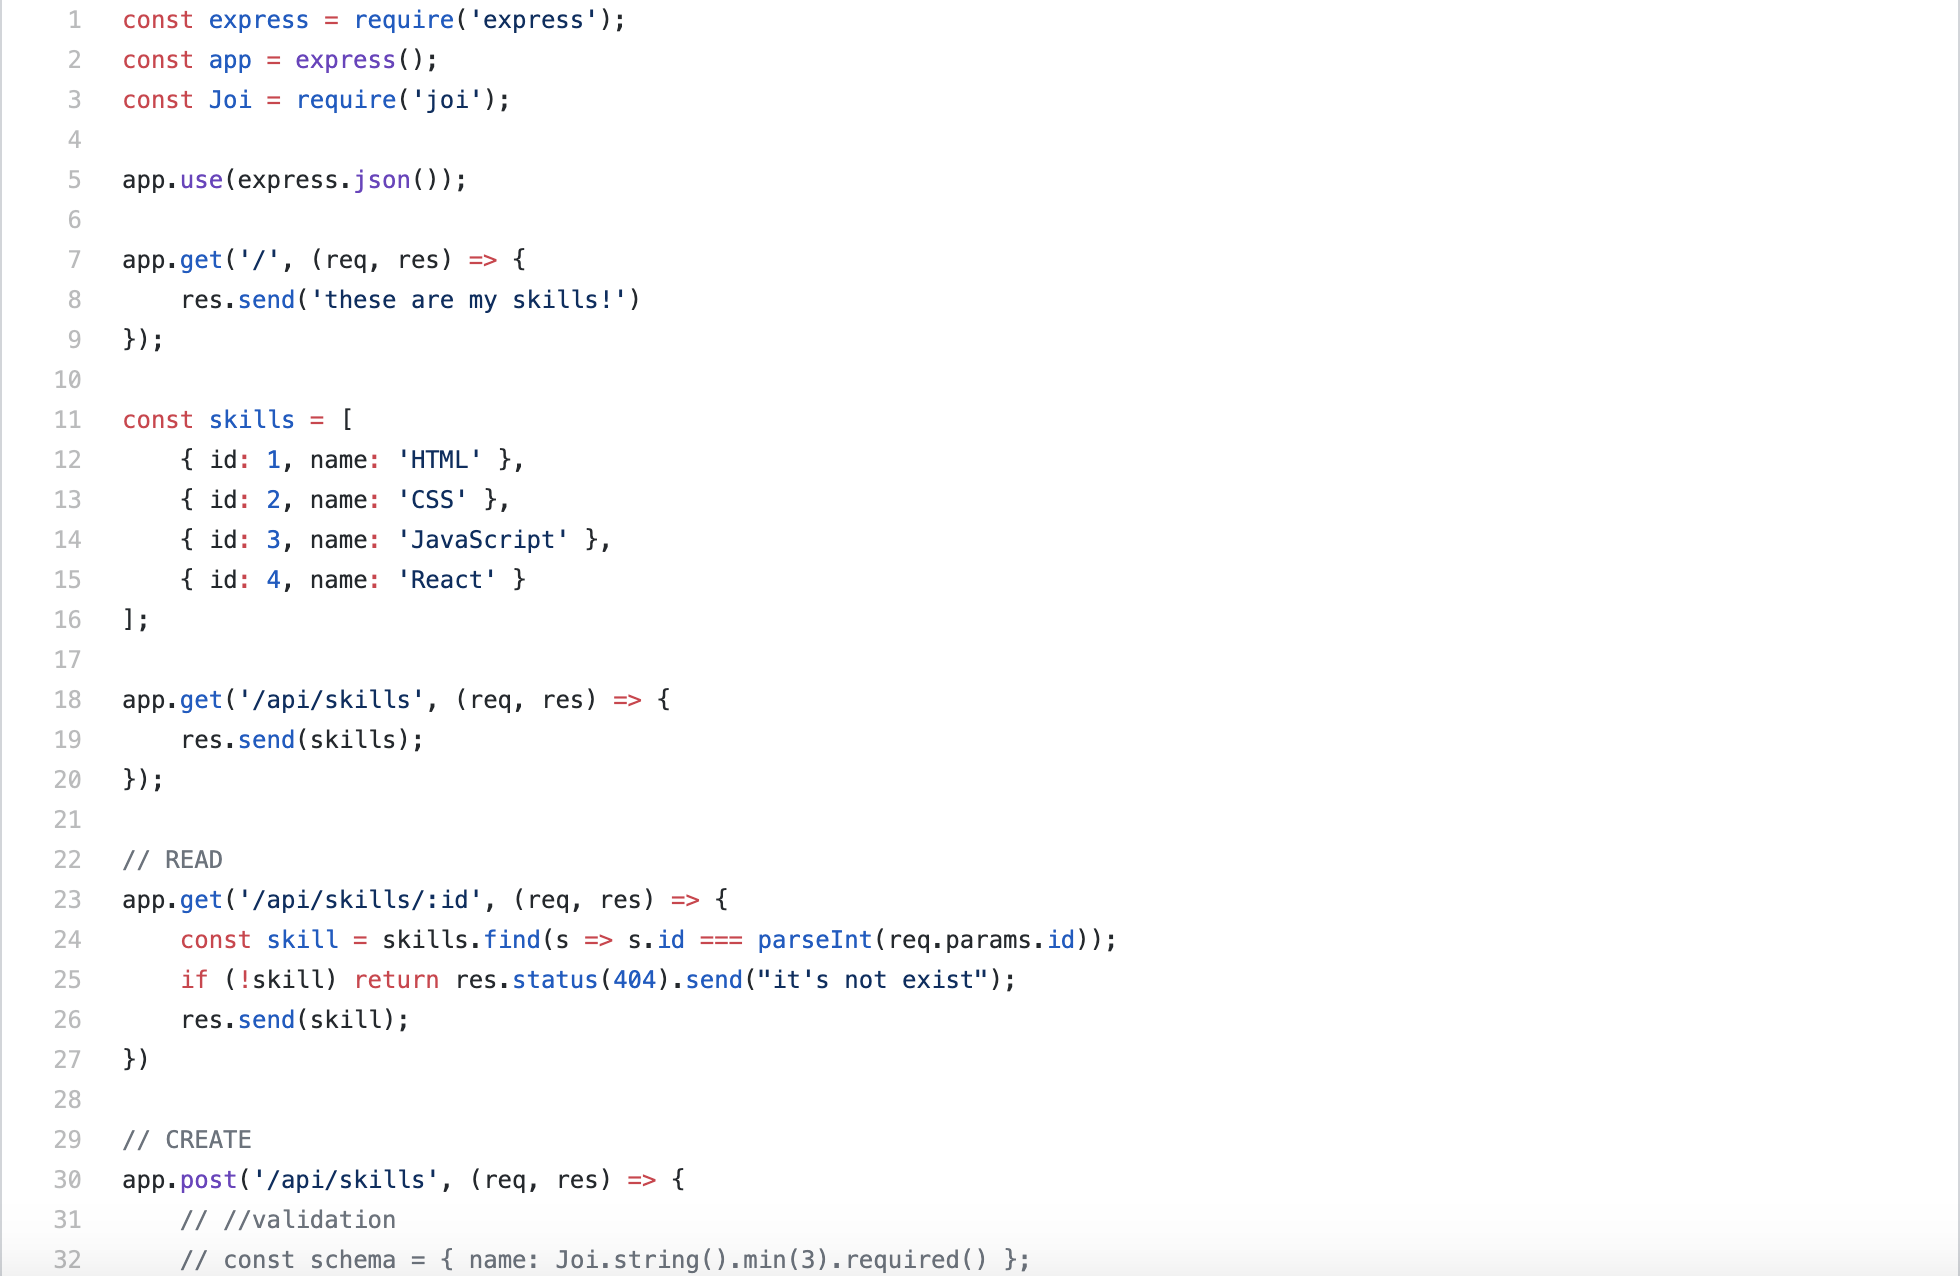 1 const express = require('express');
2 const app = express();
3 const Joi = require('joi');
4
5 app.use(express.json());
6
7 app.get('/', (req, res) => {
8     res.send('these are my skills!')
9 });
10
11 const skills = [
12     { id: 1, name: 'HTML' },
13     { id: 2, name: 'CSS' },
14     { id: 3, name: 'JavaScript' },
15     { id: 4, name: 'React' }
16 ];
17
18 app.get('/api/skills', (req, res) => {
19     res.send(skills);
20 });
21
22 // READ
23 app.get('/api/skills/:id', (req, res) => {
24     const skill = skills.find(s => s.id === parseInt(req.params.id));
25     if (!skill) return res.status(404).send("it's not exist");
26     res.send(skill);
27 })
28
29 // CREATE
30 app.post('/api/skills', (req, res) => {
31     // //validation
32     // const schema = { name: Joi.string().min(3).required() };